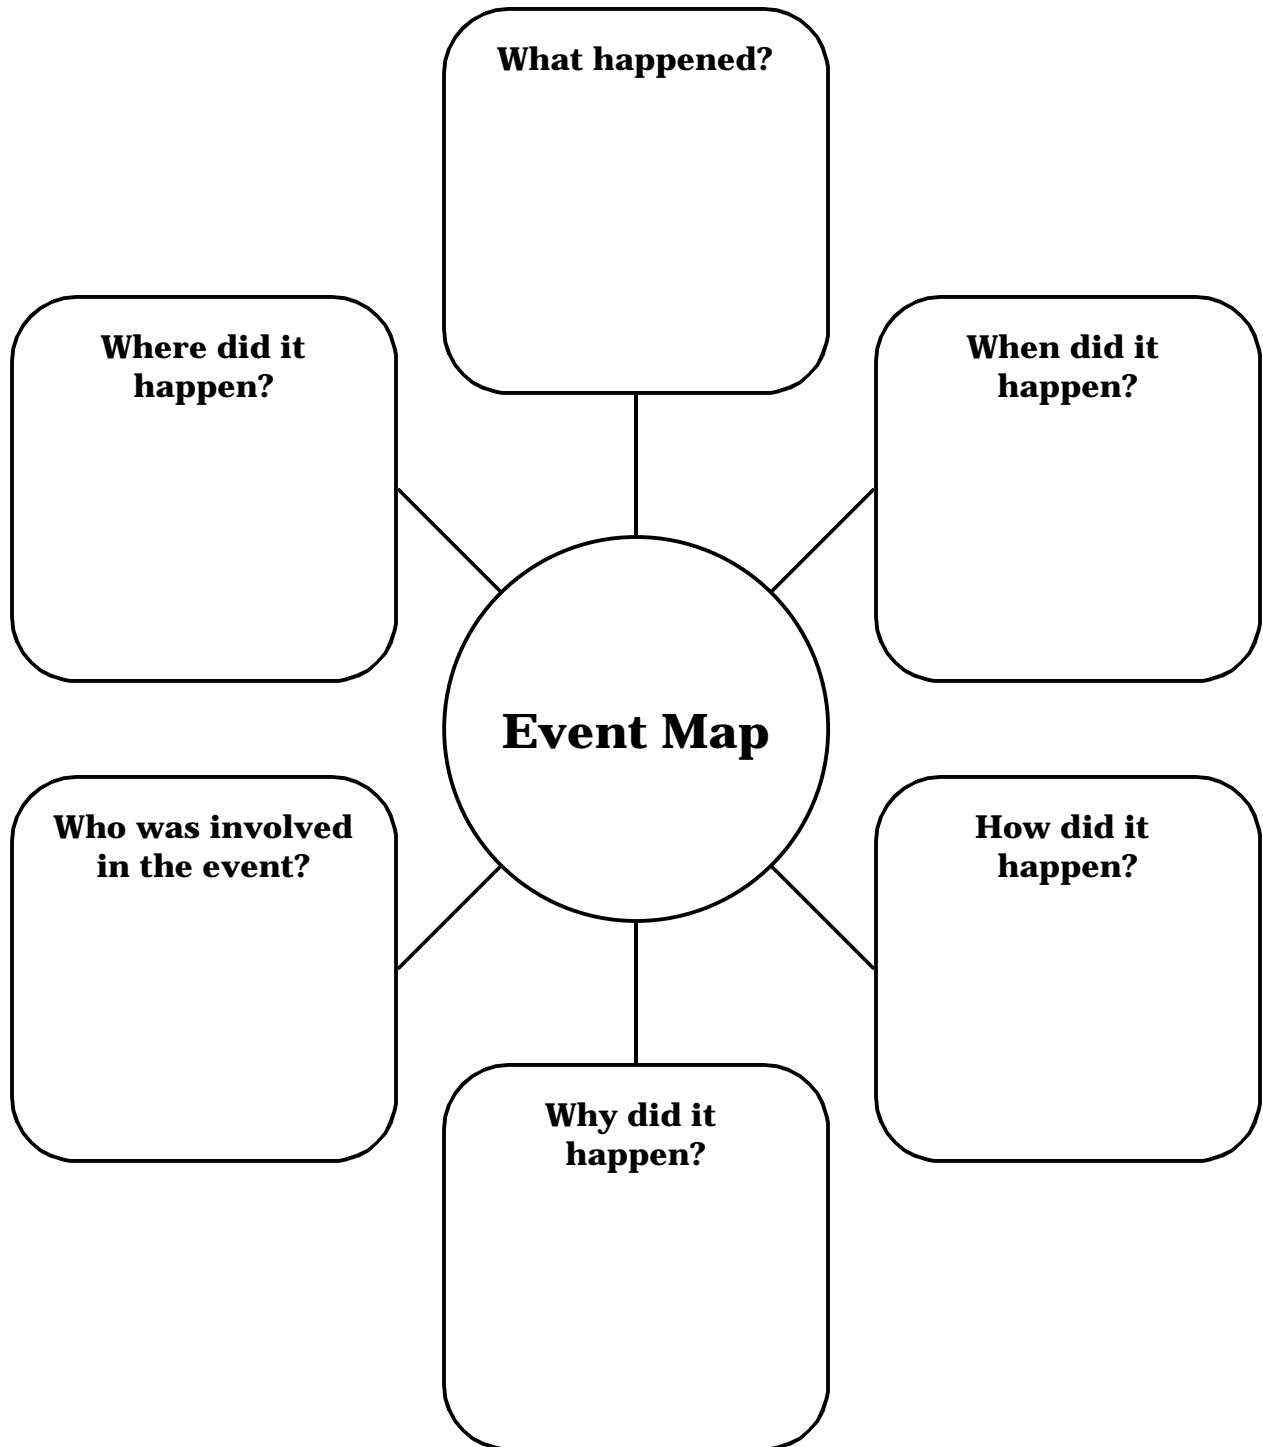 What happened?
Where did it
happen?
When did it
happen?
Event Map
Who was involved
in the event?
How did it
happen?
Why did it
happen?